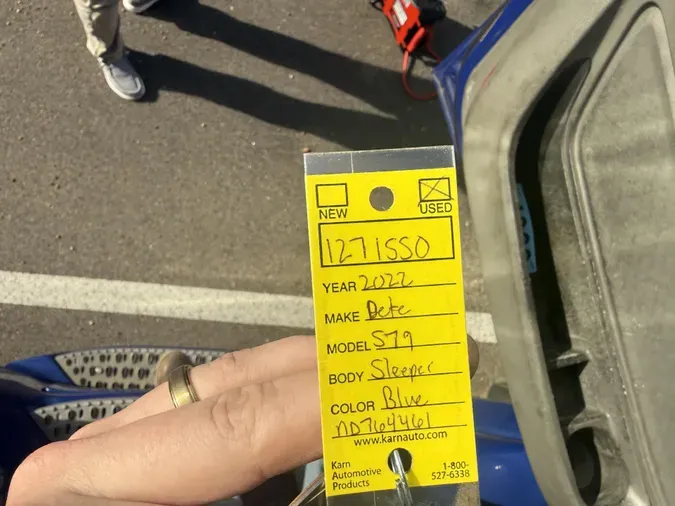 NEW USED
1271550
YEAR 2022
MAKE Pete
MODEL 579
BODY Sleeper
COLOR Blue
ND764461
www.karnauto.com
Karn
Automotive
Products
1-800-
527-6338